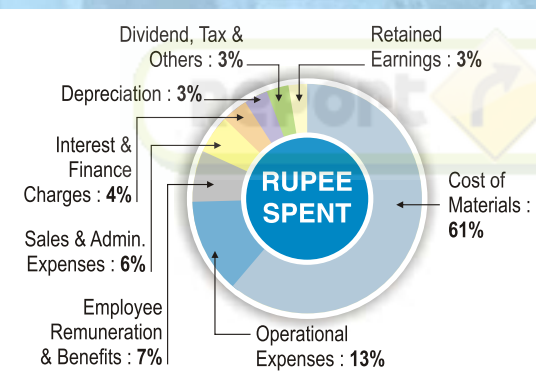 Dividend, Tax &
Others : 3%
Retained
Earnings : 3%
Depreciation : 3%
Interest &
Finance
Charges : 4%
Sales & Admin.
Expenses : 6%
Employee
Remuneration
& Benefits : 7%
Operational
Expenses : 13%
Cost of
Materials :
61%
RUPEE
SPENT